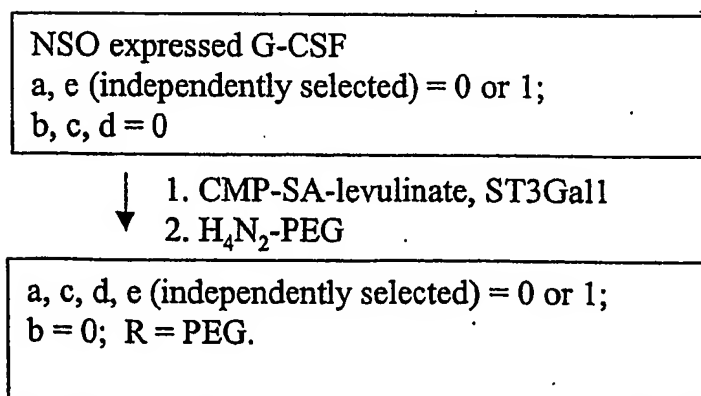 NSO expressed G-CSF
a, e (independently selected) = 0 or 1;
b, c, d = 0
1. CMP-SA-levulinate, ST3Gal1
2. H₄N₂-PEG
a, c, d, e (independently selected) = 0 or 1;
b = 0; R = PEG.